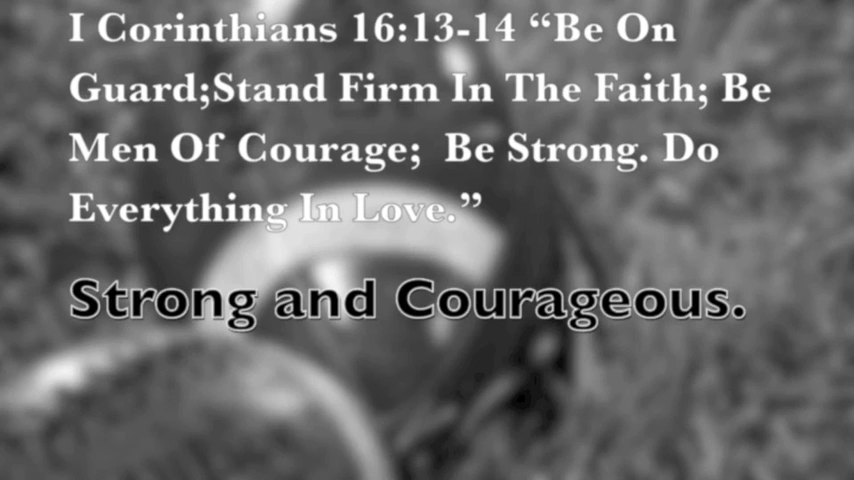 I Corinthians 16:13-14 “Be On
Guard;Stand Firm In The Faith; Be
Men Of Courage;  Be Strong. Do
Everything In Love.”
Strong and Courageous.